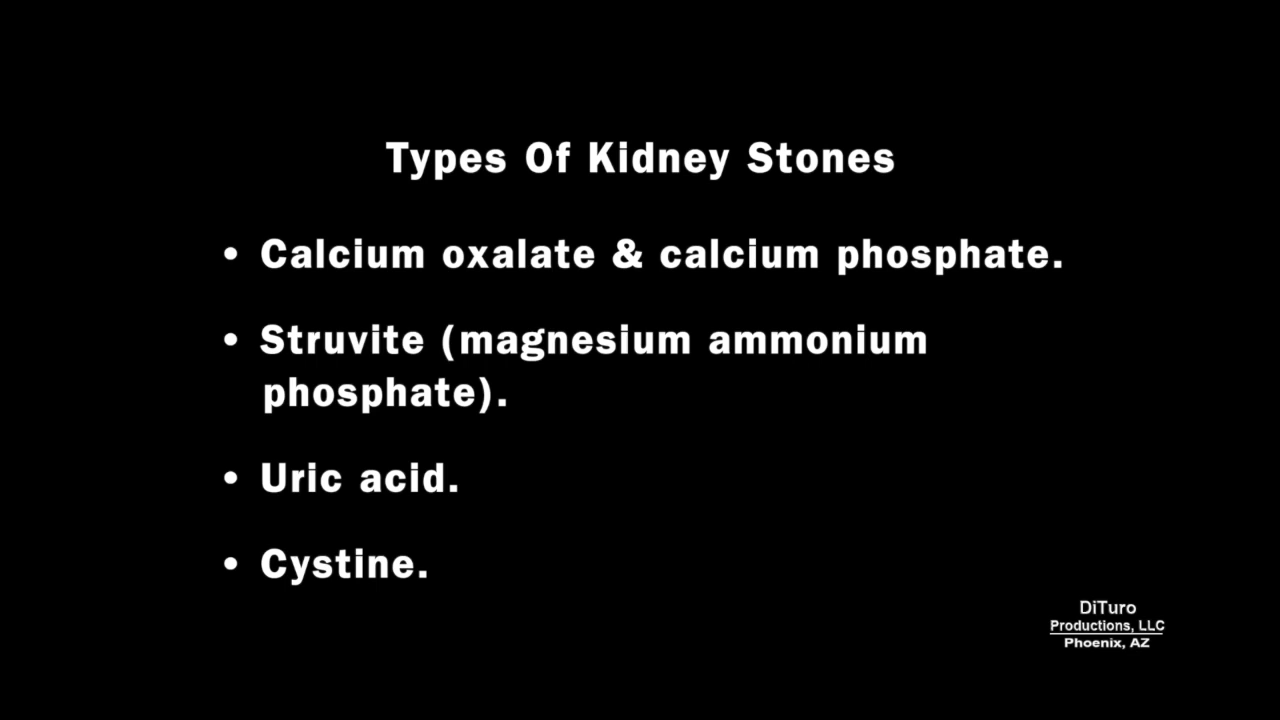 Types Of Kidney Stones
• Calcium oxalate & calcium phosphate.
• Struvite (magnesium ammonium
phosphate).
• Uric acid.
• Cystine.
DiTuro
Productions, LLC
Phoenix, AZ